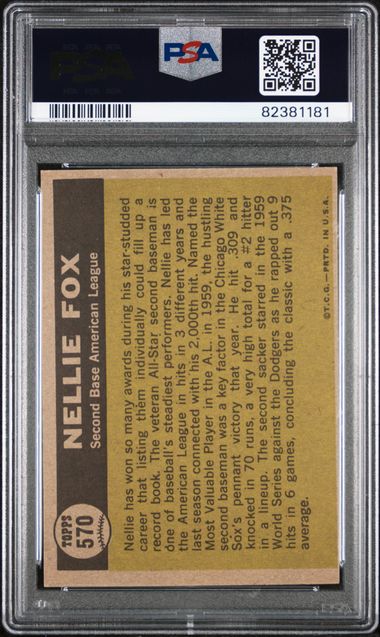 PSA
PSA
82381181
TOPPS
570
NELLIE FOX
Second Base American League
Nellie has won so many awards during his star-studded
career that listing them individually could fill up a
record book. The veteran All-Star second baseman is
one of baseball's steadiest performers. Nellie has led
the American League in hits in 3 different years and
last season connected with his 2,000th hit. Named the
Most Valuable Player in the A.L. in 1959, the hustling
second baseman was a key factor in the Chicago White
Sox's pennant victory that year. He hit .309 and
knocked in 70 runs, a very high total for a #2 hitter
in a lineup. The second sacker starred in the 1959
World Series against the Dodgers as he rapped out 9
hits in 6 games, concluding the classic with a .375
average.
©T.C.G.—PRTD. IN U.S.A.